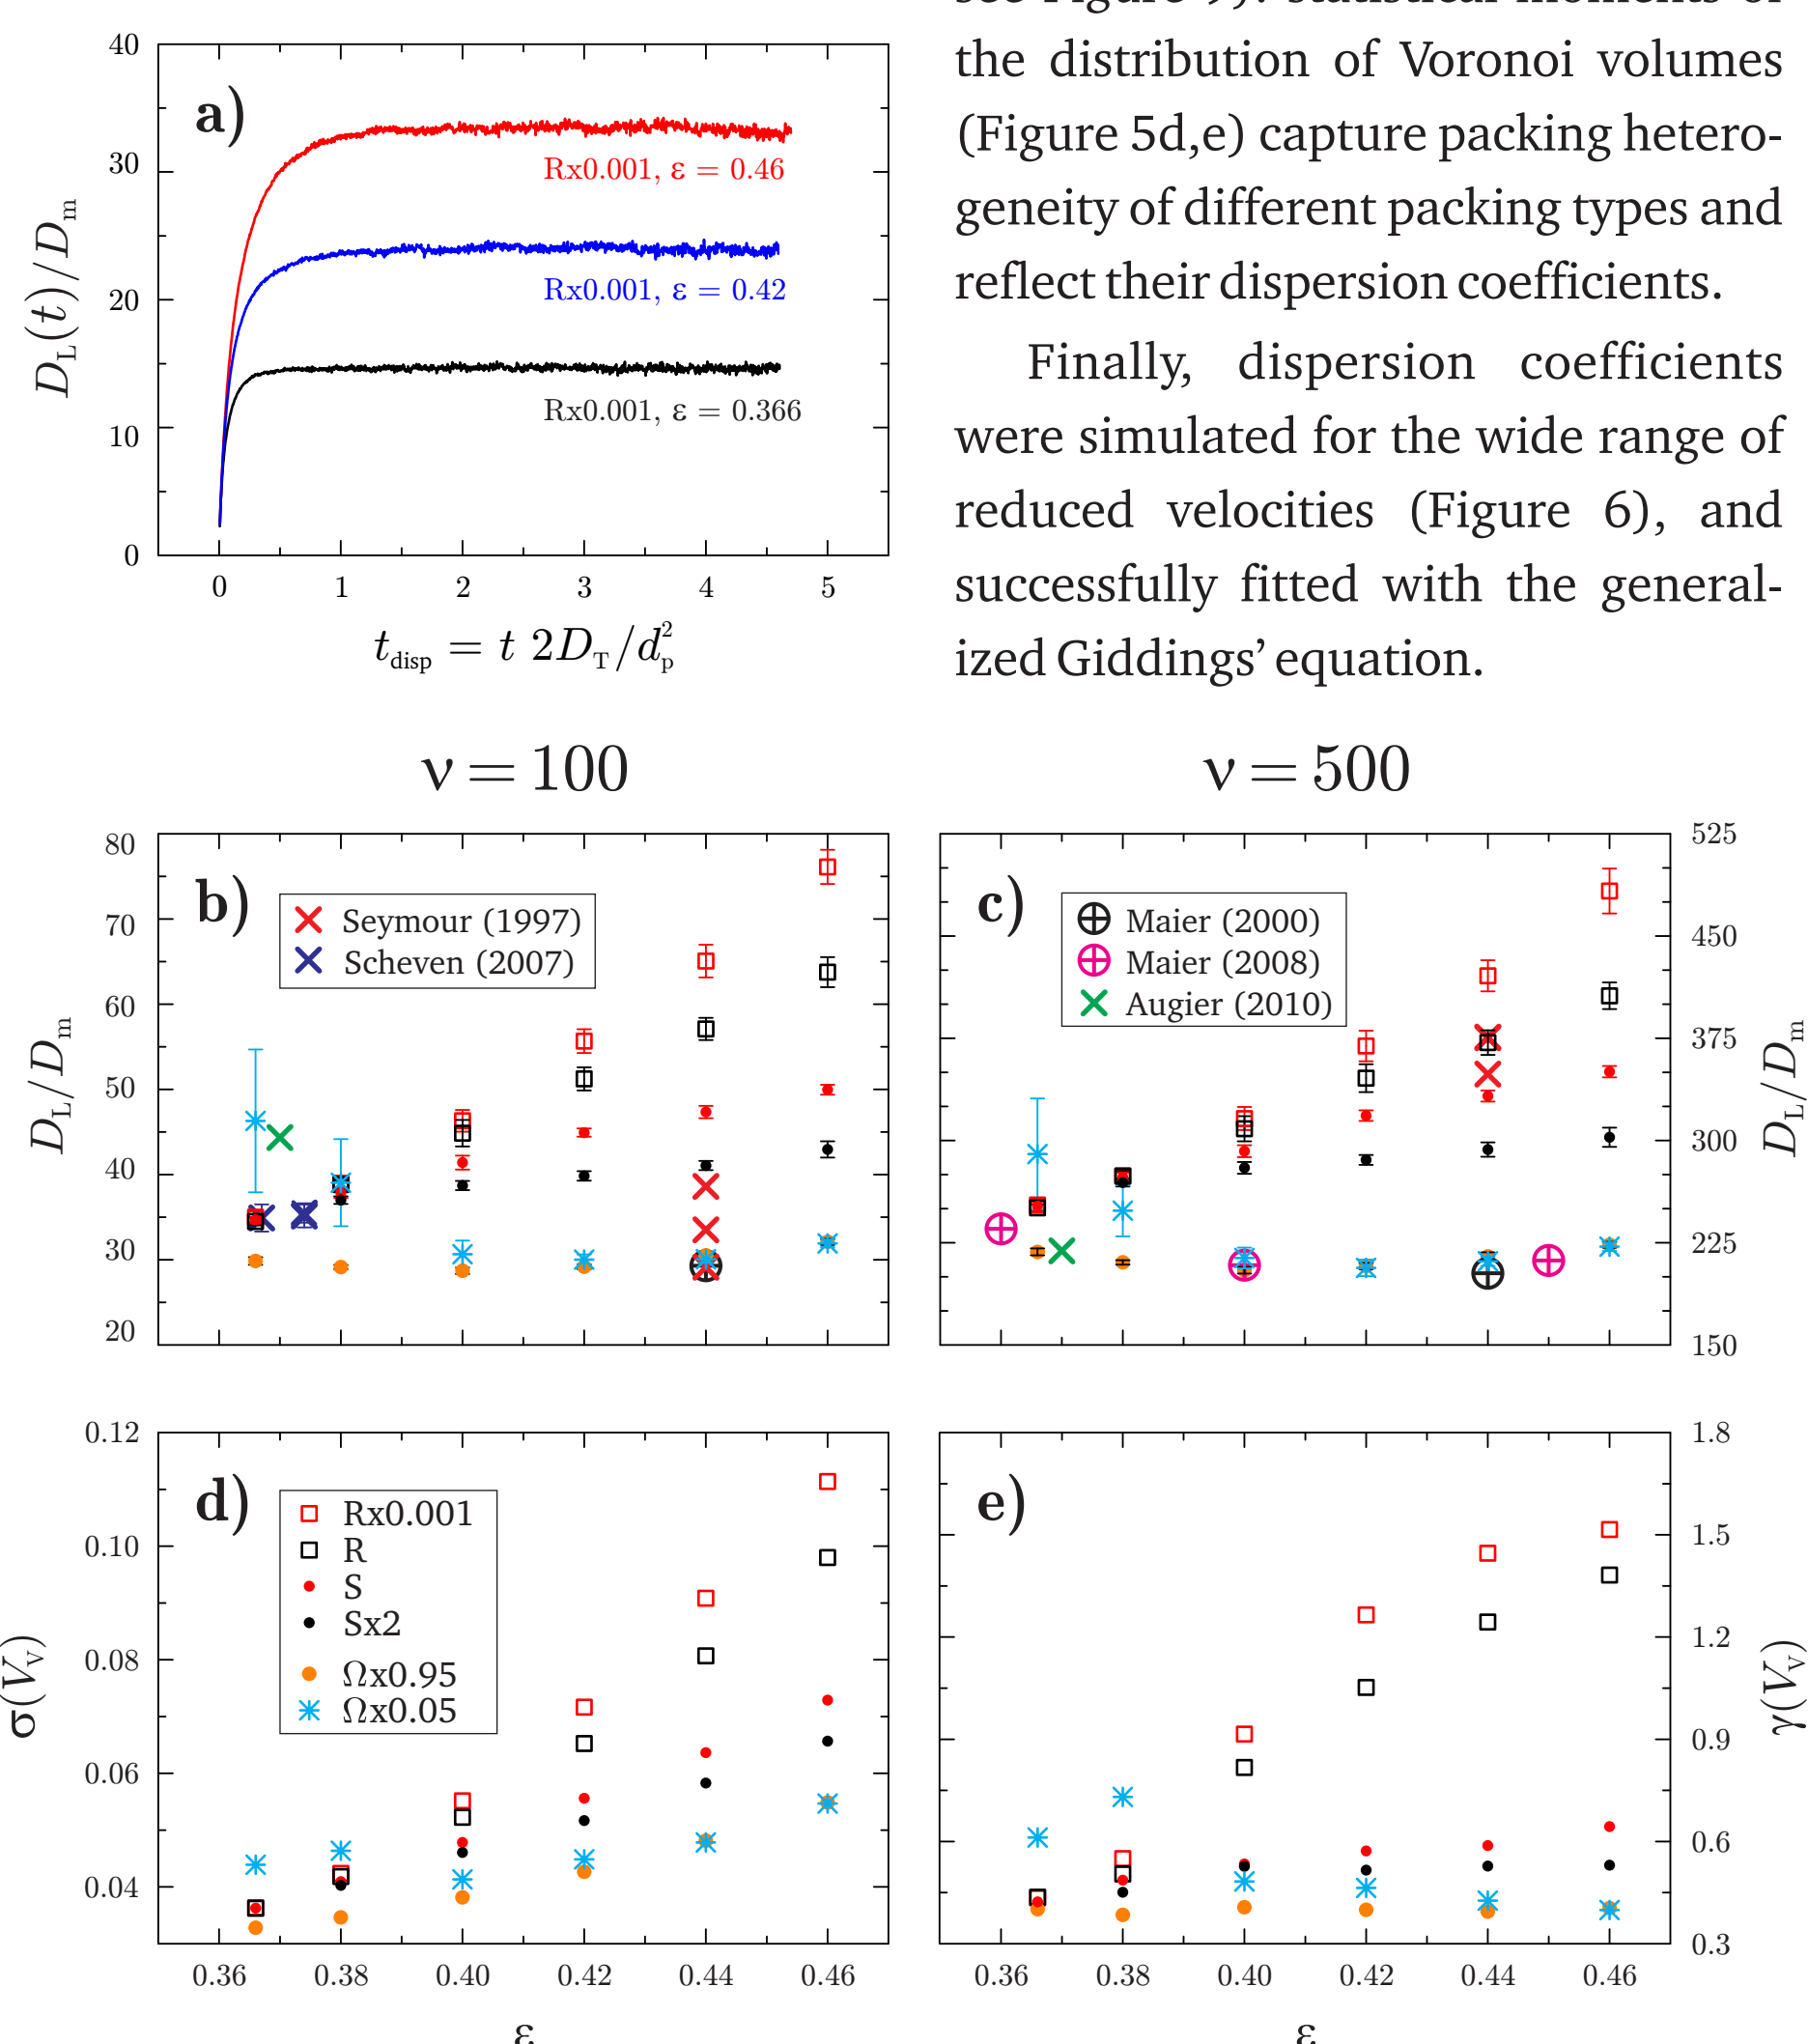 see Figure 9): statistical moments of
the distribution of Voronoi volumes
(Figure 5d,e) capture packing hetero-
geneity of different packing types and
reflect their dispersion coefficients.
Finally, dispersion coefficients
were simulated for the wide range of
reduced velocities (Figure 6), and
successfully fitted with the general-
ized Giddings' equation.
a)
40
30
20
10
0
D_L(t)/D_m
Rx0.001, ε = 0.46
Rx0.001, ε = 0.42
Rx0.001, ε = 0.366
0 1 2 3 4 5
t_disp = t 2D_T/d_p^2
ν = 100
b)
80
70
60
50
40
30
20
D_L/D_m
Seymour (1997)
Scheven (2007)
ν = 500
c)
Maier (2000)
Maier (2008)
Augier (2010)
525
450
375
300
225
150
D_L/D_m
d)
0.12
0.10
0.08
0.06
0.04
σ(V_V)
Rx0.001
R
S
Sx2
Ωx0.95
Ωx0.05
0.36 0.38 0.40 0.42 0.44 0.46
ε
e)
1.8
1.5
1.2
0.9
0.6
0.3
γ(V_V)
0.36 0.38 0.40 0.42 0.44 0.46
ε